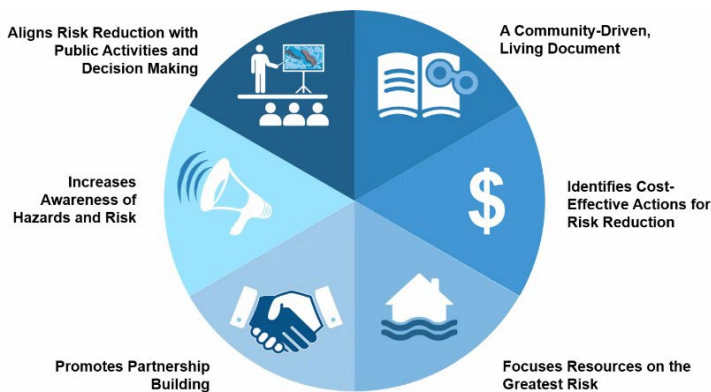 Aligns Risk Reduction with
Public Activities and
Decision Making
A Community-Driven,
Living Document
Increases
Awareness of
Hazards and Risk
$
Identifies Cost-
Effective Actions for
Risk Reduction
Promotes Partnership
Building
Focuses Resources on the
Greatest Risk